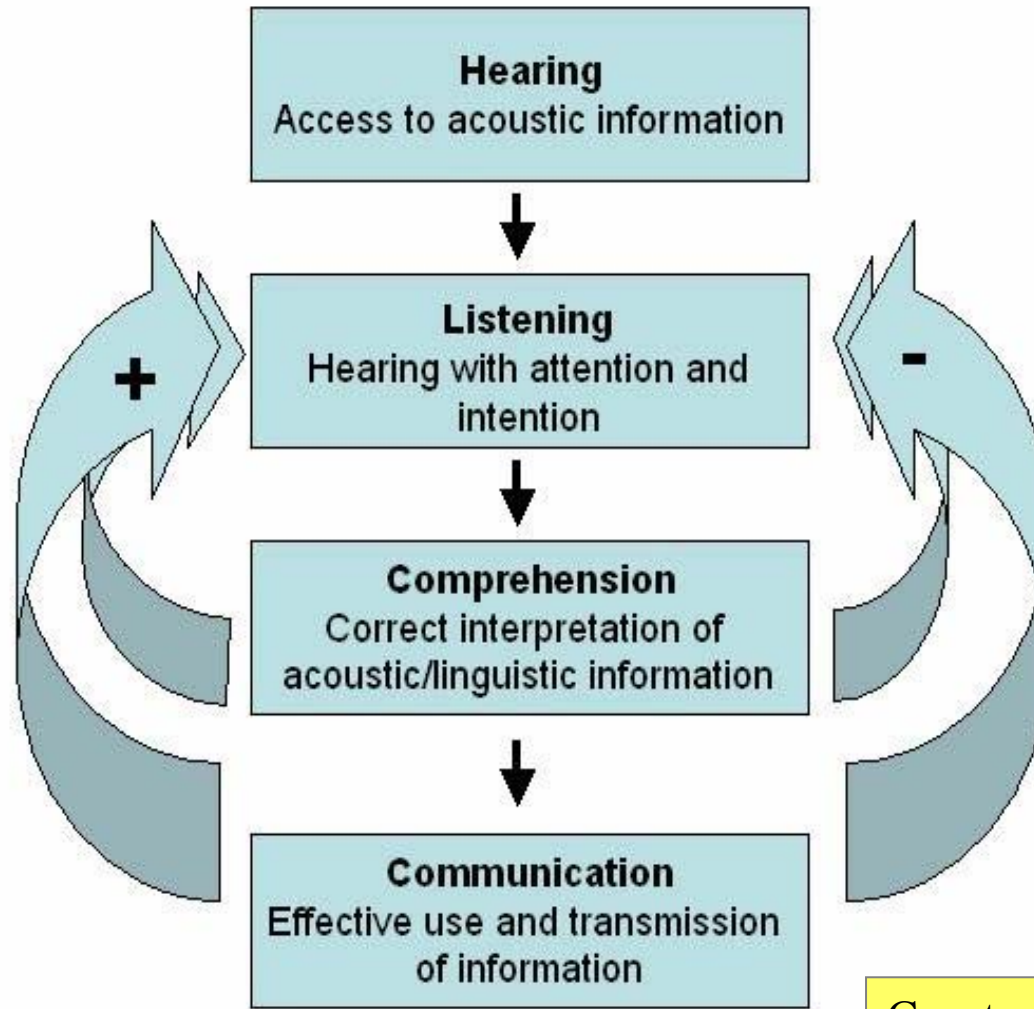 Hearing
Access to acoustic information
Listening
Hearing with attention and
intention
+
-
Comprehension
Correct interpretation of
acoustic/linguistic information
Communication
Effective use and transmission
of information